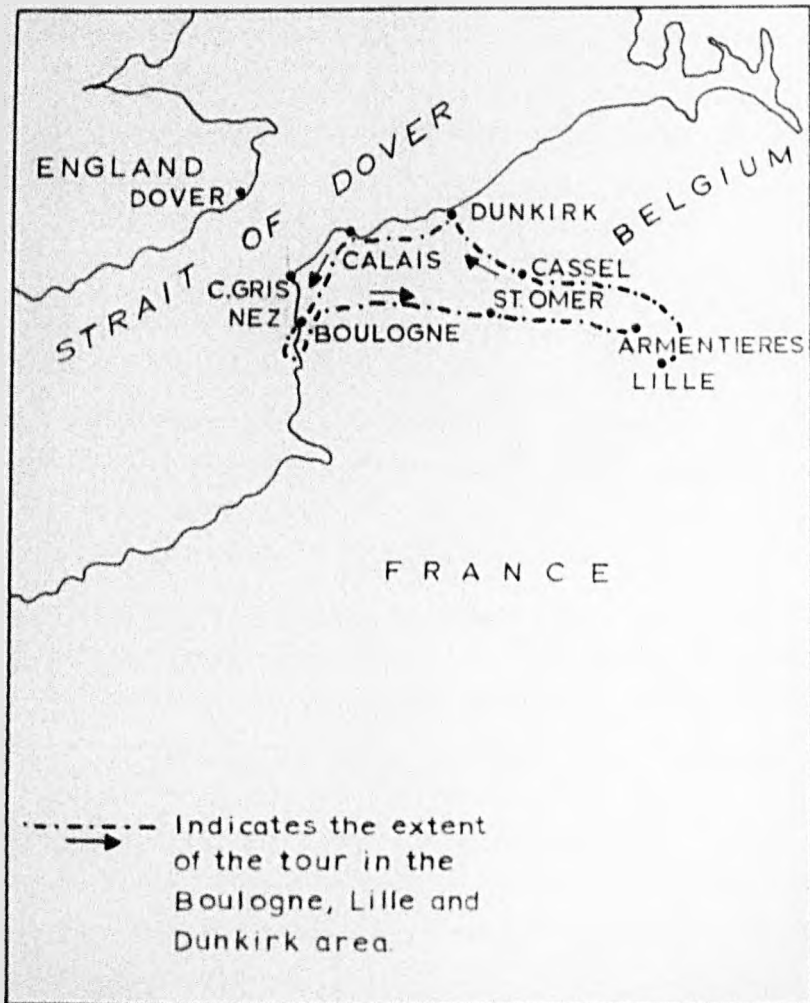 ENGLAND
DOVER
STRAIT OF DOVER
BELGIUM
DUNKIRK
CALAIS
CASSEL
C.GRIS
NEZ
ST.OMER
BOULOGNE
ARMENTIERES
LILLE
FRANCE
Indicates the extent
of the tour in the
Boulogne, Lille and
Dunkirk area.